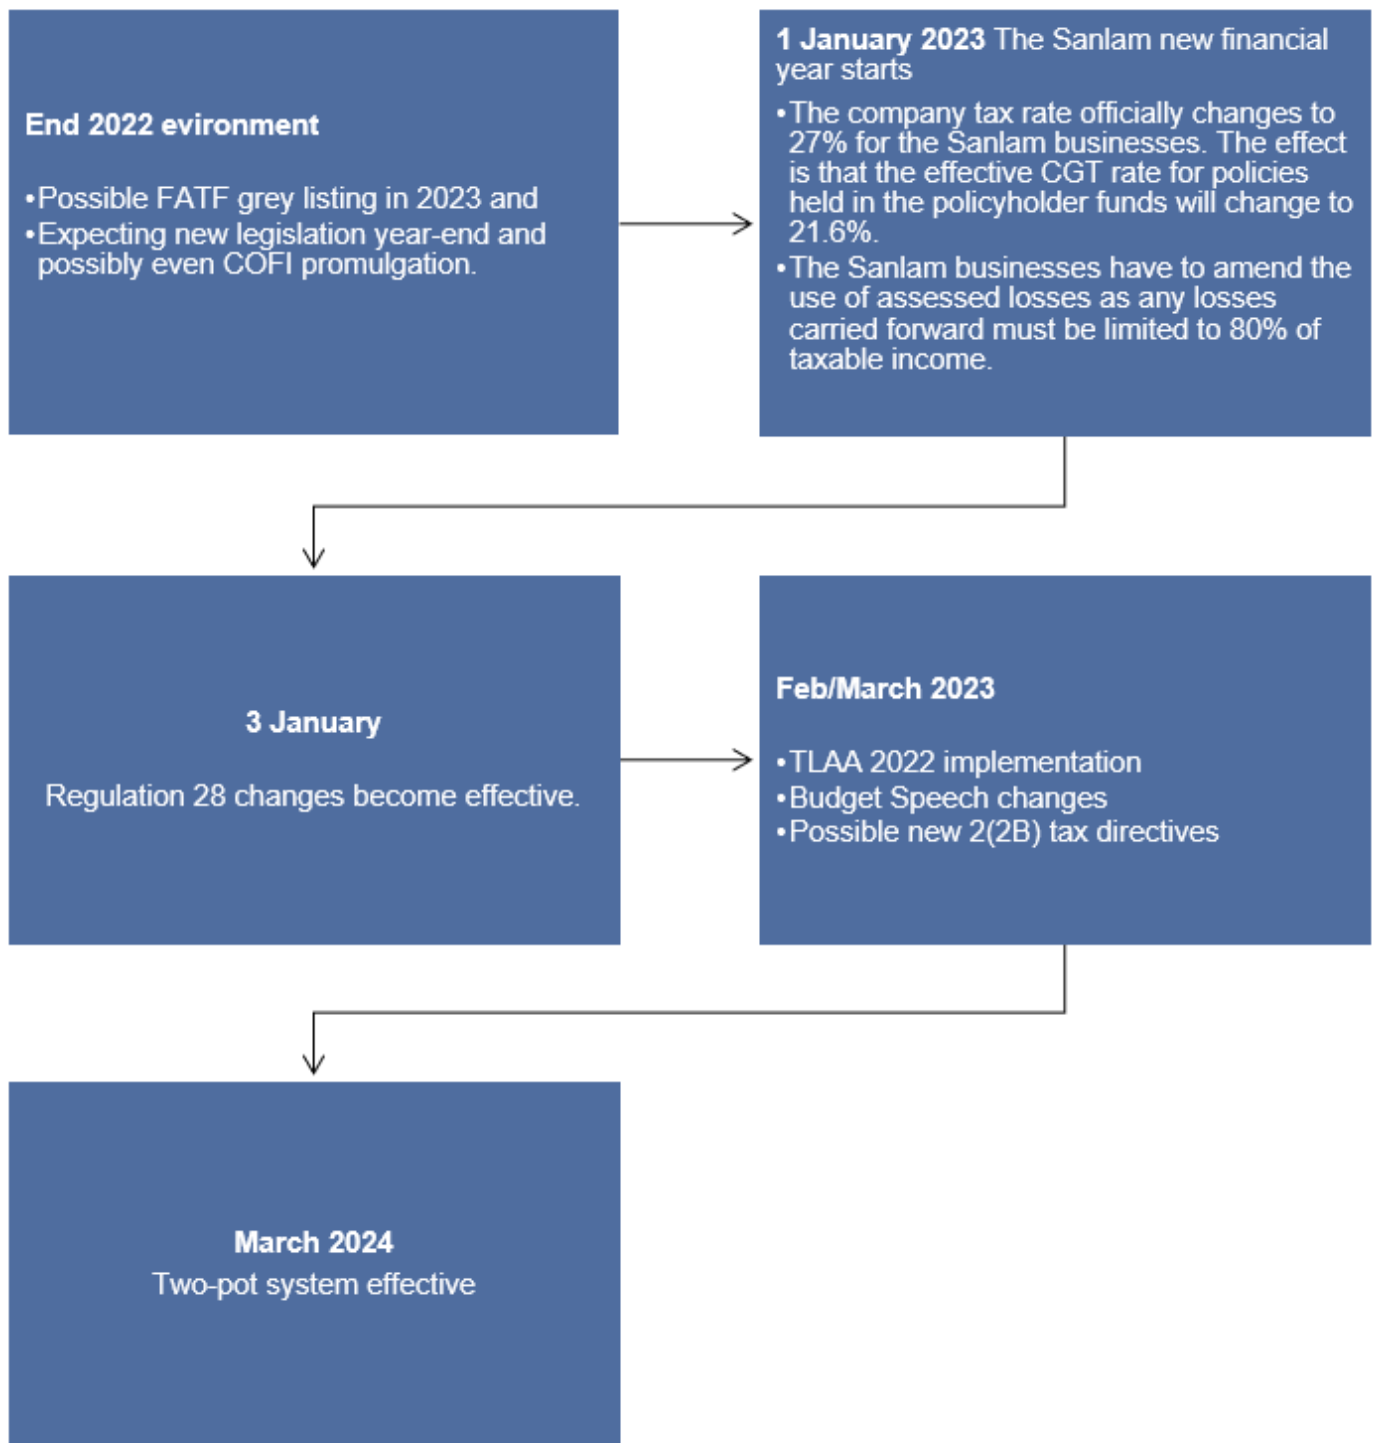 End 2022 evironment
•Possible FATF grey listing in 2023 and
•Expecting new legislation year-end and
possibly even COFI promulgation.
1 January 2023 The Sanlam new financial
year starts
•The company tax rate officially changes to
27% for the Sanlam businesses. The effect
is that the effective CGT rate for policies
held in the policyholder funds will change to
21.6%.
•The Sanlam businesses have to amend the
use of assessed losses as any losses
carried forward must be limited to 80% of
taxable income.
3 January
Regulation 28 changes become effective.
Feb/March 2023
•TLAA 2022 implementation
•Budget Speech changes
•Possible new 2(2B) tax directives
March 2024
Two-pot system effective